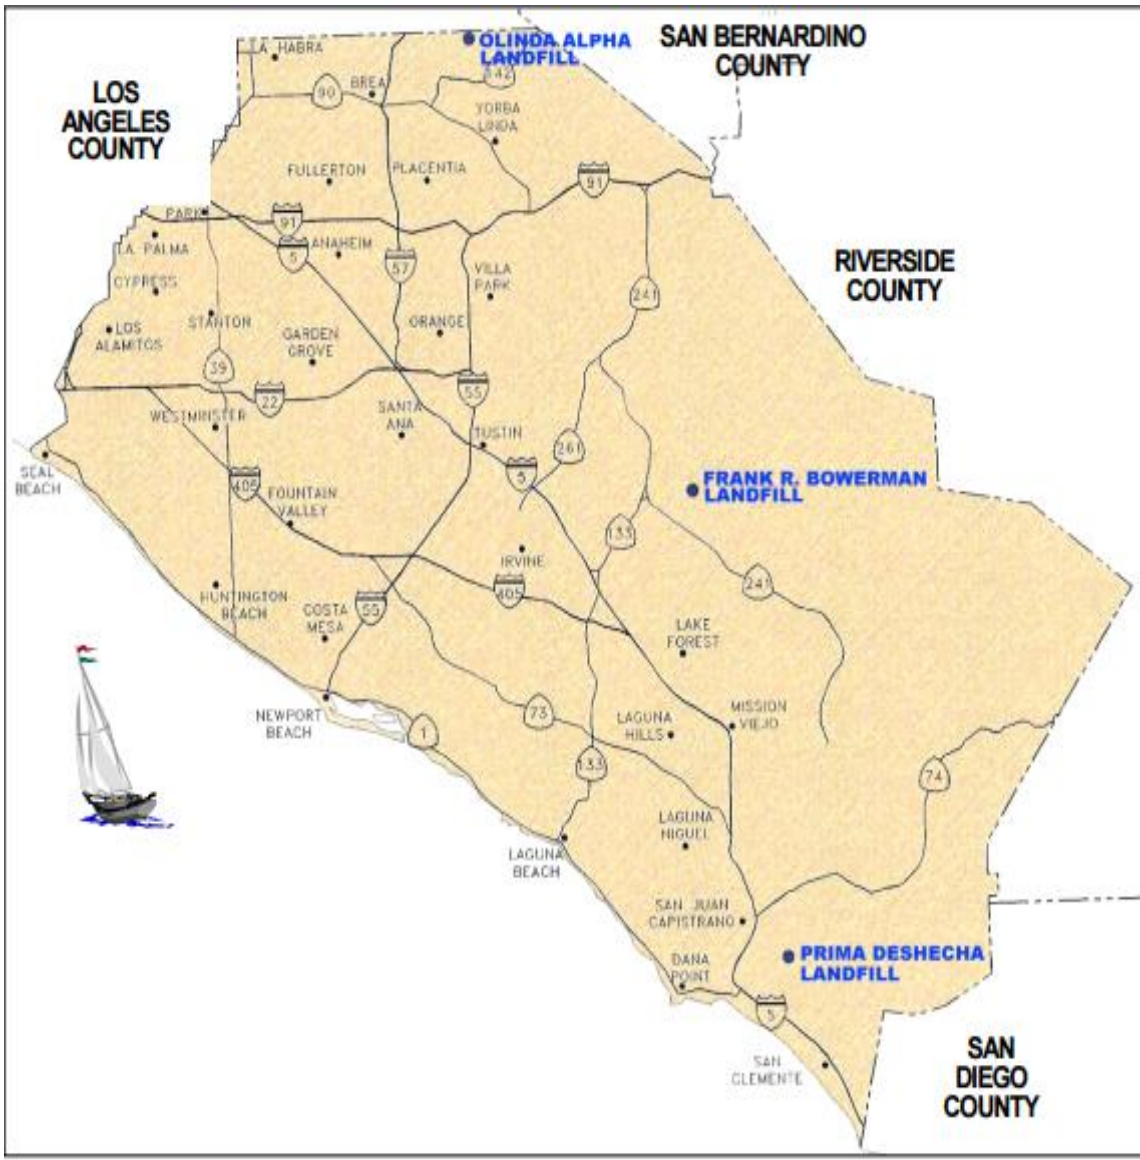 OLINDA ALPHA
LANDFILL
SAN BERNARDINO
COUNTY
LA HABRA
LOS
ANGELES
COUNTY
90
BREA
142
YORBA
LINDA
FULLERTON
PLACENTIA
91
PARK
91
LA PALMA
5
ANAHEIM
57
VILLA
PARK
RIVERSIDE
COUNTY
CYPRESS
241
LOS
ALAMITOS
STANTON
GARDEN
GROVE
ORANGE
39
22
55
WESTMINSTER
SANTA
ANA
TUSTIN
261
SEAL
BEACH
405
5
FRANK R. BOWERMAN
LANDFILL
FOUNTAIN
VALLEY
133
IRVINE
HUNTINGTON
BEACH
COSTA
MESA
55
405
241
LAKE
FOREST
NEWPORT
BEACH
1
73
LAGUNA
HILLS
MISSION
VIEJO
133
74
LAGUNA
BEACH
LAGUNA
NIGUEL
SAN JUAN
CAPISTRANO
DANA
POINT
PRIMA DESHECHA
LANDFILL
5
SAN
CLEMENTE
SAN
DIEGO
COUNTY